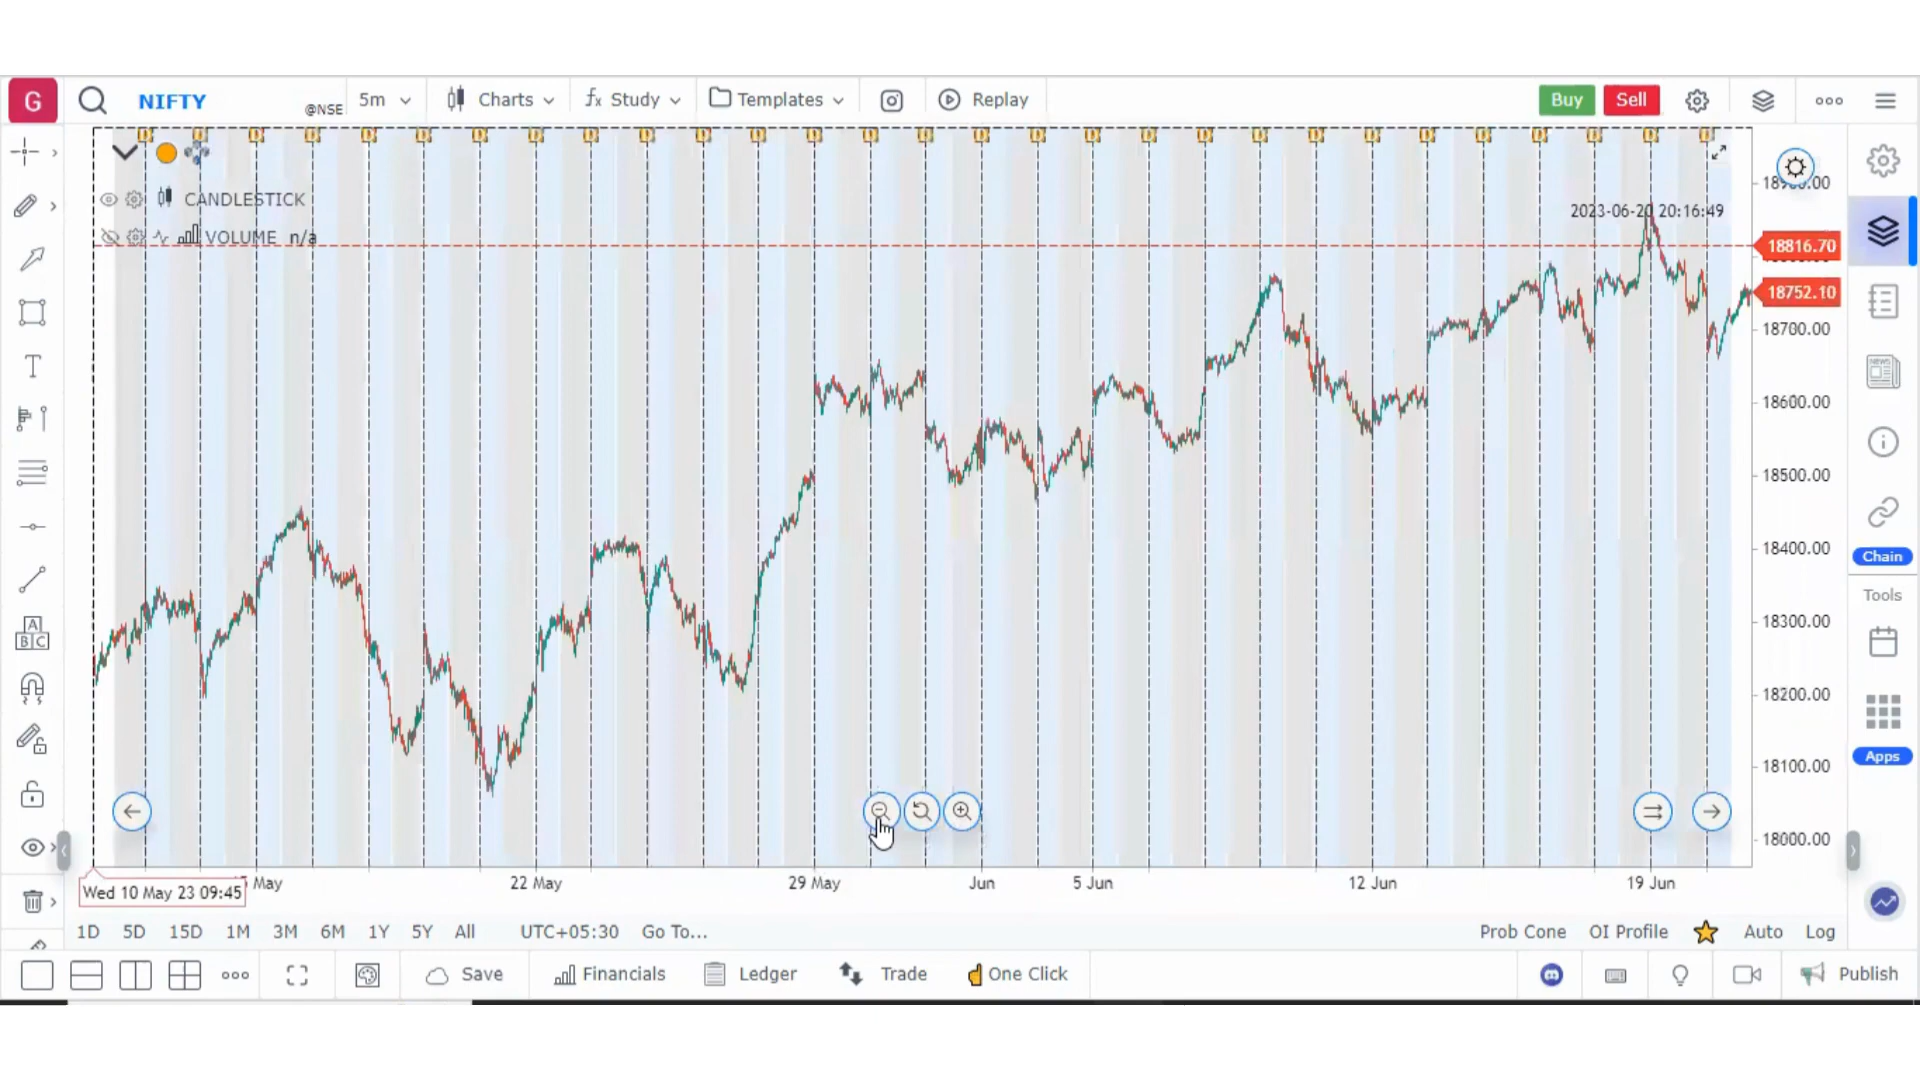 G
NIFTY
@NSE
5m
Charts
fx Study
Templates
Replay
Buy
Sell
CANDLESTICK
VOLUME n/a
2023-06-20 20:16:49
18816.70
18752.10
18700.00
18600.00
18500.00
18400.00
18300.00
18200.00
18100.00
18000.00
T
A
B C
NEWS
Chain
Tools
Apps
May
22 May
29 May
Jun
5 Jun
12 Jun
19 Jun
Wed 10 May 23 09:45
1D 5D 15D 1M 3M 6M 1Y 5Y All UTC+05:30 Go To...
Prob Cone OI Profile Auto Log
Save
Financials
Ledger
Trade
One Click
Publish